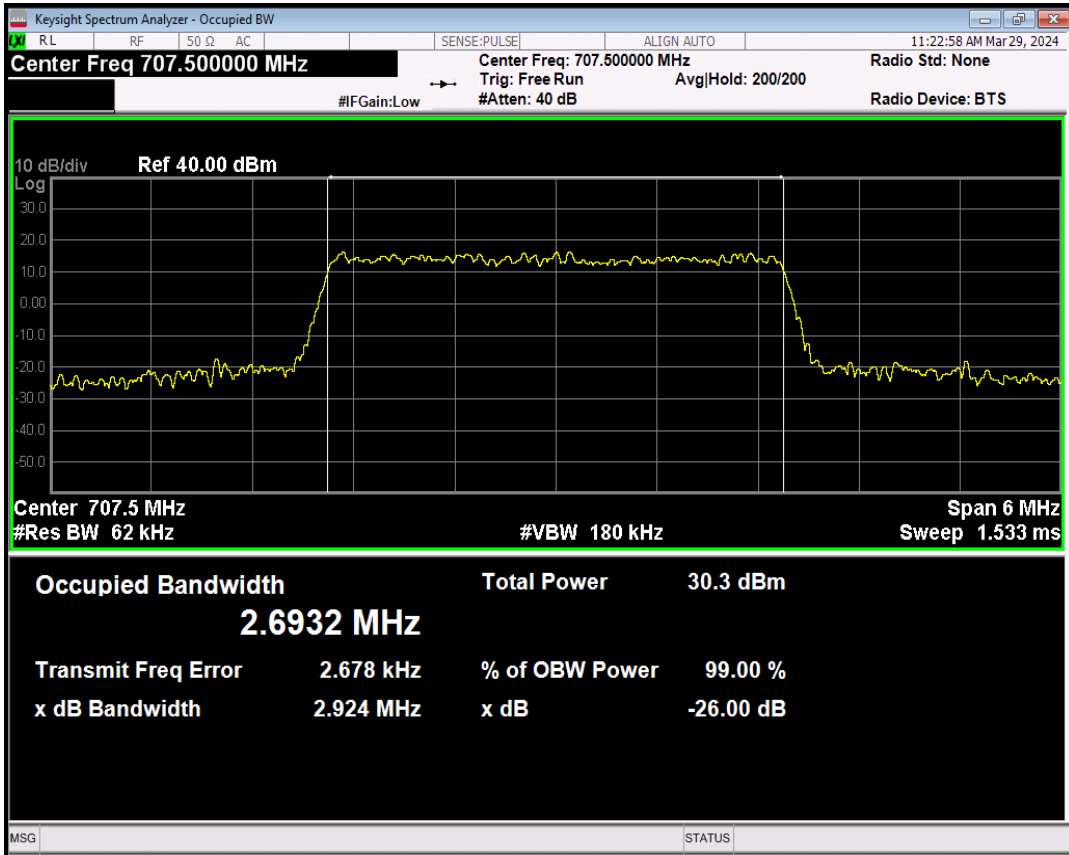 Keysight Spectrum Analyzer - Occupied BW
LXI RL RF 50 Ω AC SENSE:PULSE ALIGN AUTO 11:22:58 AM Mar 29, 2024
Center Freq 707.500000 MHz Center Freq: 707.500000 MHz Radio Std: None
Trig: Free Run Avg|Hold: 200/200
#IFGain:Low #Atten: 40 dB Radio Device: BTS
10 dB/div Ref 40.00 dBm
Log
30.0
20.0
10.0
0.00
-10.0
-20.0
-30.0
-40.0
-50.0
Center 707.5 MHz Span 6 MHz
#Res BW 62 kHz #VBW 180 kHz Sweep 1.533 ms
Occupied Bandwidth Total Power 30.3 dBm
2.6932 MHz
Transmit Freq Error 2.678 kHz % of OBW Power 99.00 %
x dB Bandwidth 2.924 MHz x dB -26.00 dB
MSG STATUS